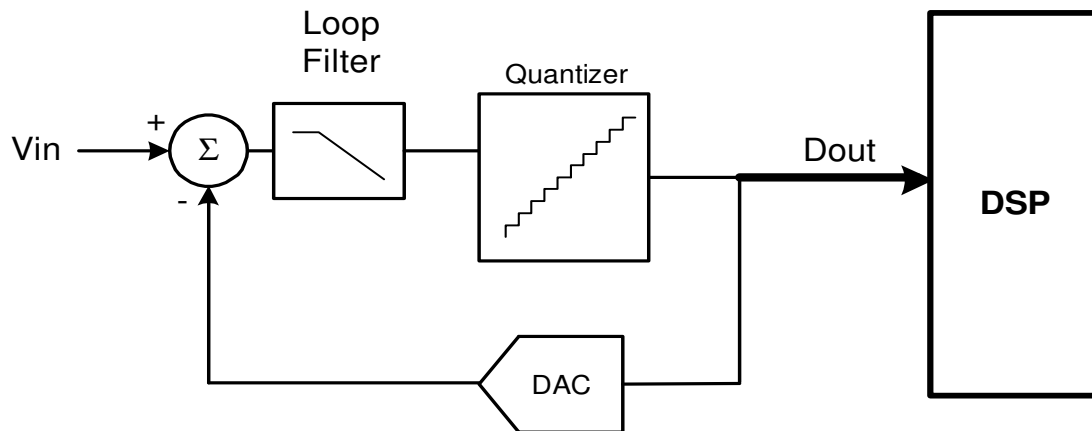 Loop
Filter
Quantizer
Vin
+
Σ
-
Dout
DSP
DAC